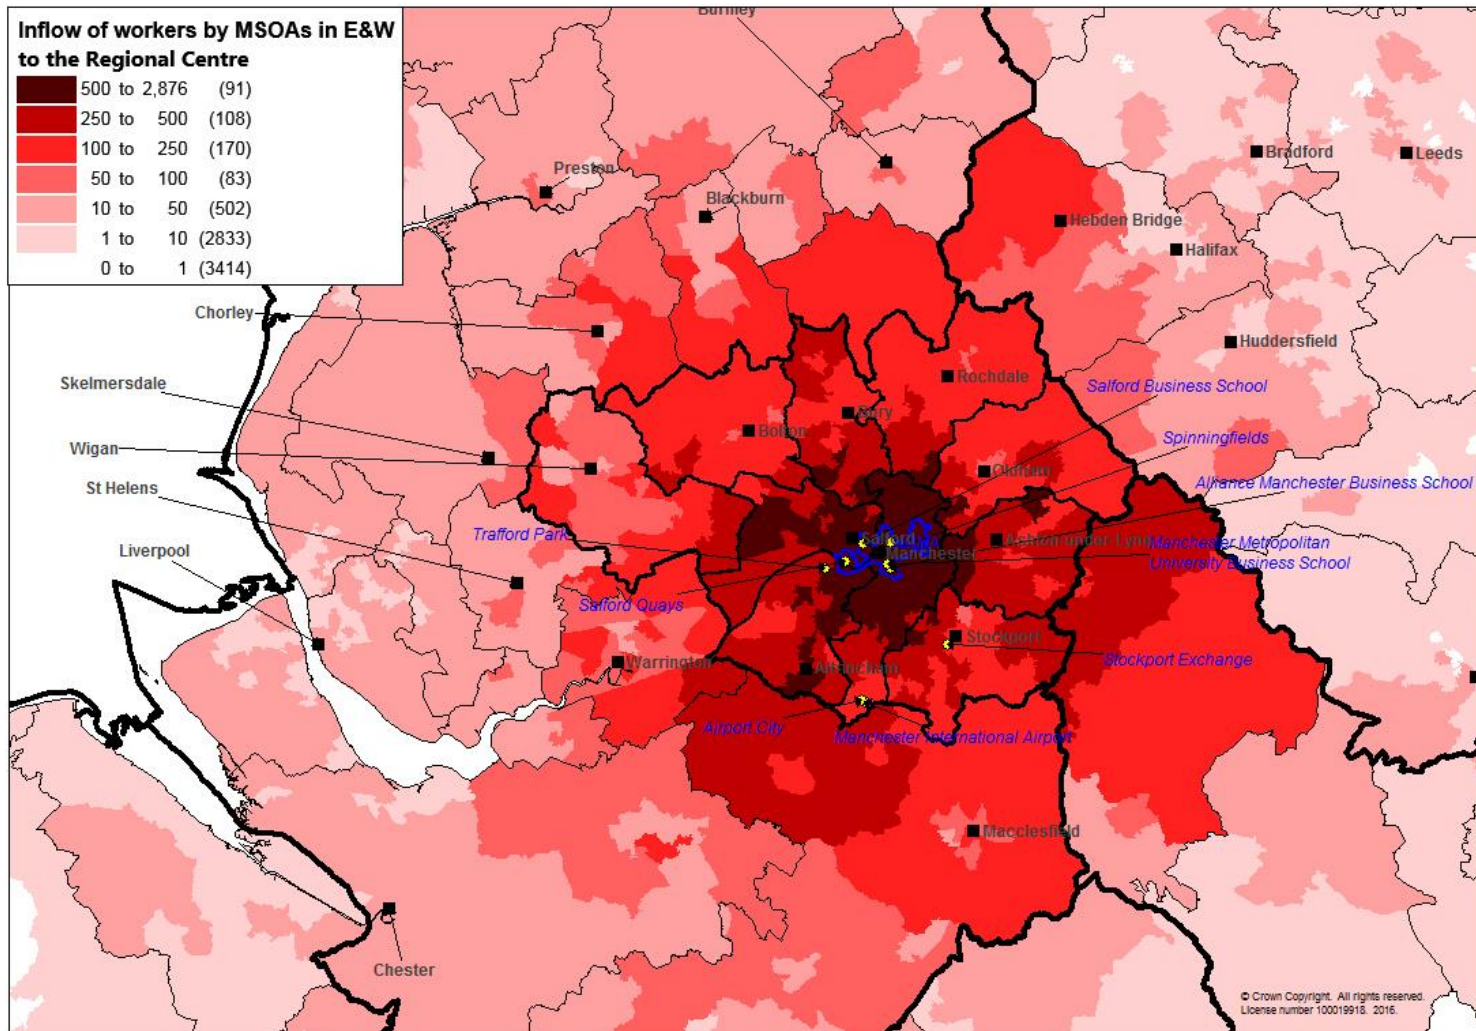 Inflow of workers by MSOAs in E&W
to the Regional Centre
500 to 2,876 (91)
250 to 500 (108)
100 to 250 (170)
50 to 100 (83)
10 to 50 (502)
1 to 10 (2833)
0 to 1 (3414)
Burnley
Preston
Blackburn
Bradford
Leeds
Hebden Bridge
Halifax
Chorley
Huddersfield
Skelmersdale
Rochdale
Salford Business School
Bury
Bolton
Spinningfields
Wigan
Oldham
St Helens
Alliance Manchester Business School
Trafford Park
Salford
Ashton-under-Lyne
Liverpool
Manchester
Manchester Metropolitan
University Business School
Salford Quays
Stockport
Warrington
Altrincham
Stockport Exchange
Airport City
Manchester International Airport
Macclesfield
Chester
© Crown Copyright. All rights reserved.
License number 100019918. 2016.